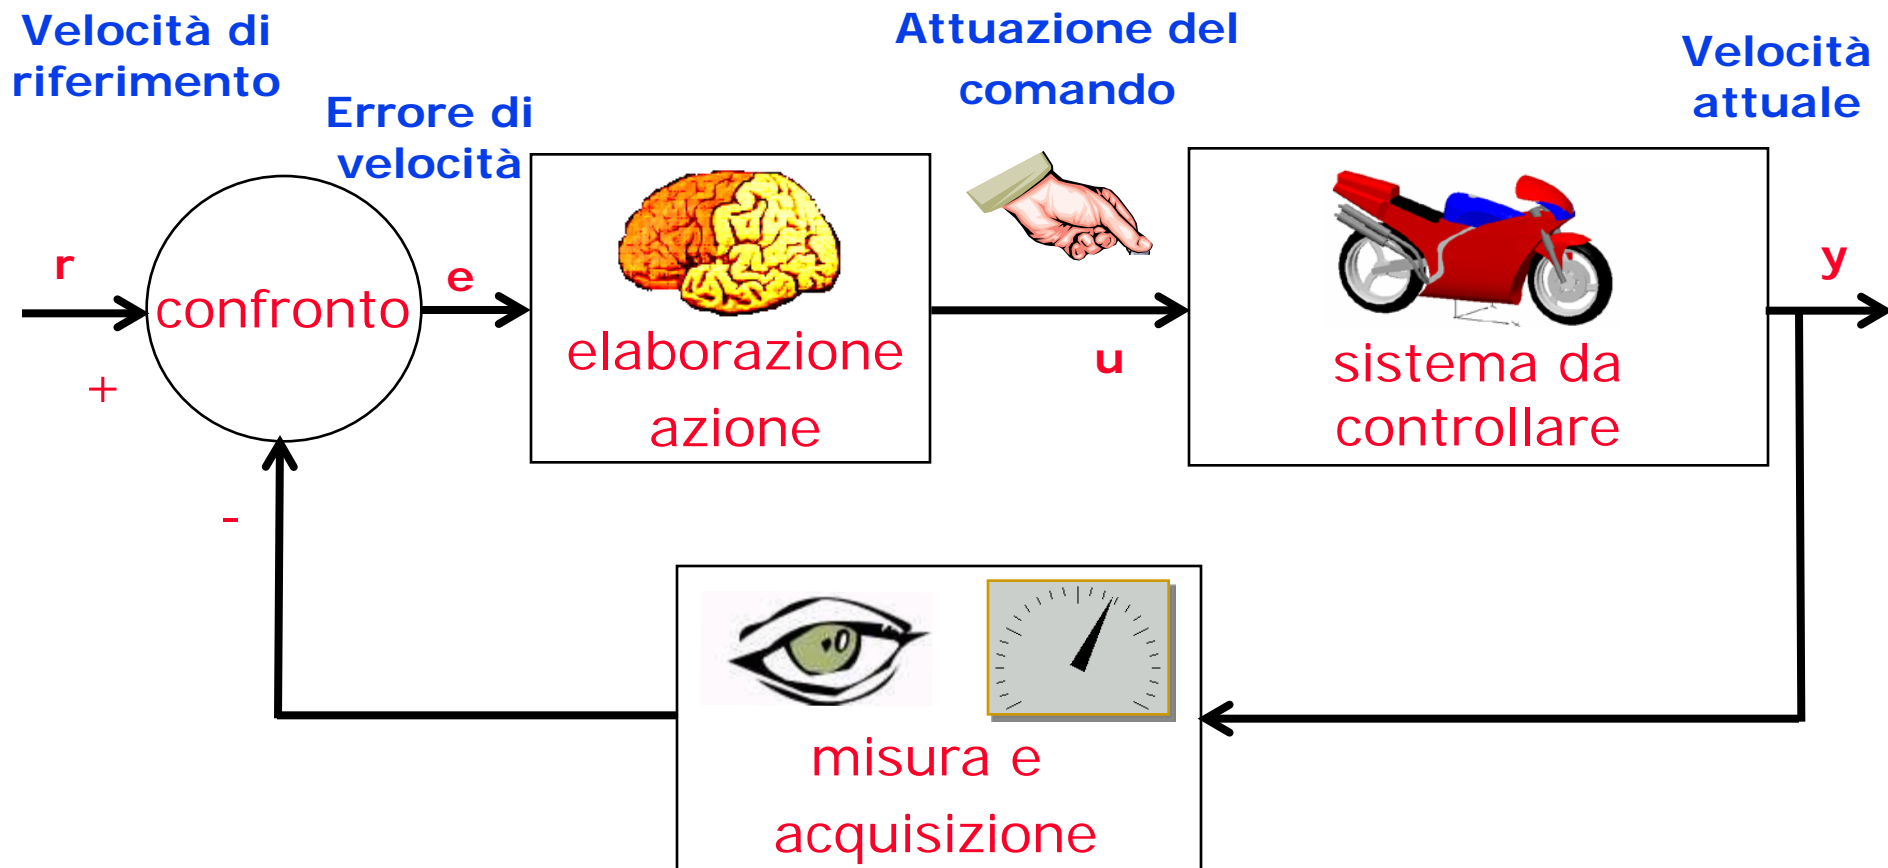 Velocità di
riferimento
Errore di
velocità
Attuazione del
comando
Velocità
attuale
r
+
confronto
-
e
elaborazione
azione
u
sistema da
controllare
y
misura e
acquisizione